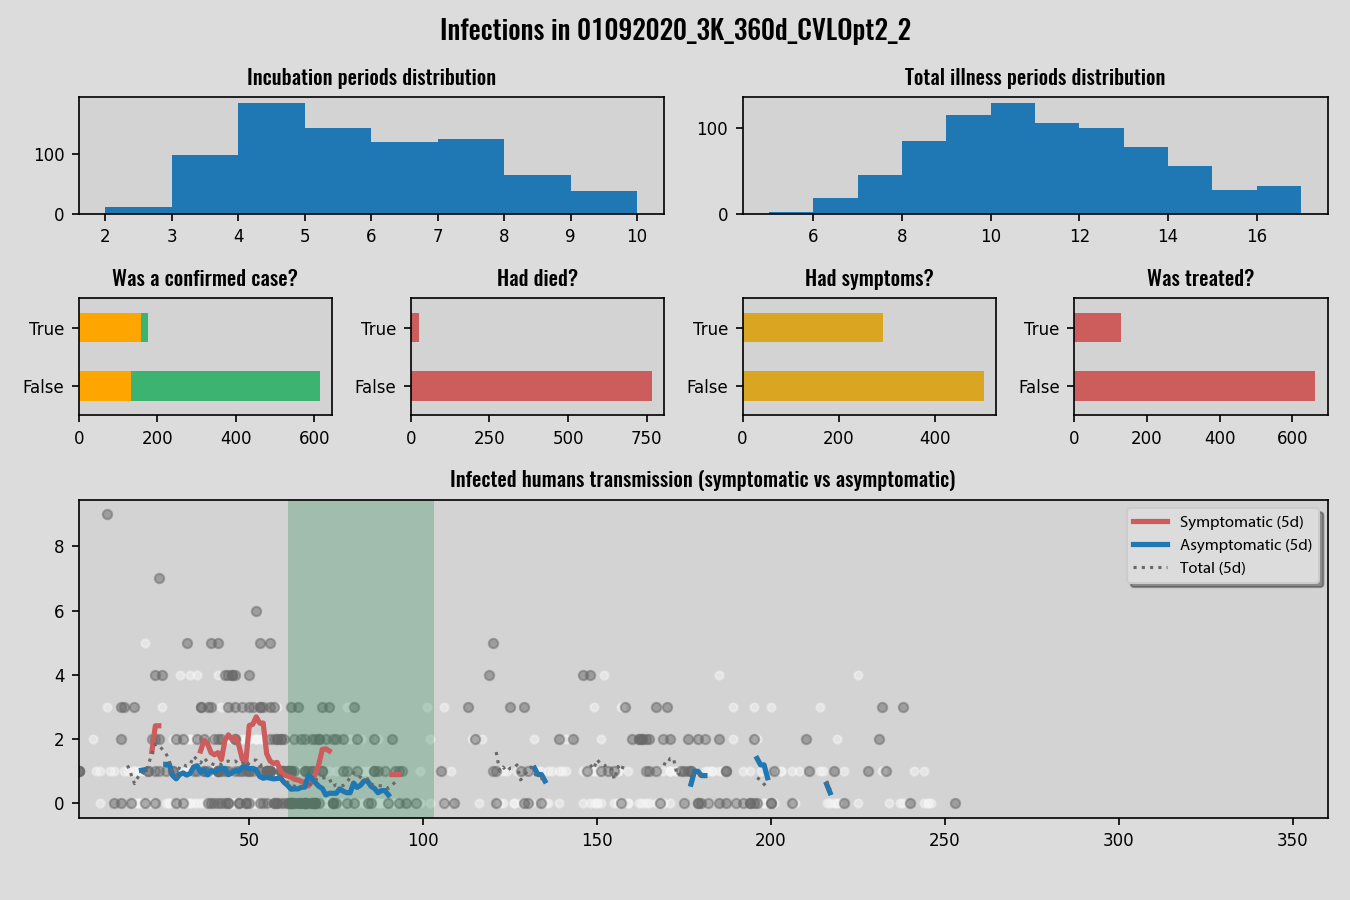 Infections in 01092020_3K_360d_CVLOpt2_2
Incubation periods distribution
Total illness periods distribution
100
0
2 3 4 5 6 7 8 9 10
100
0
6 8 10 12 14 16
Was a confirmed case?
Had died?
Had symptoms?
Was treated?
True
False
0 200 400 600
True
False
0 250 500 750
True
False
0 200 400
True
False
0 200 400 600
Infected humans transmission (symptomatic vs asymptomatic)
Symptomatic (5d)
Asymptomatic (5d)
Total (5d)
8
6
4
2
0
50 100 150 200 250 300 350